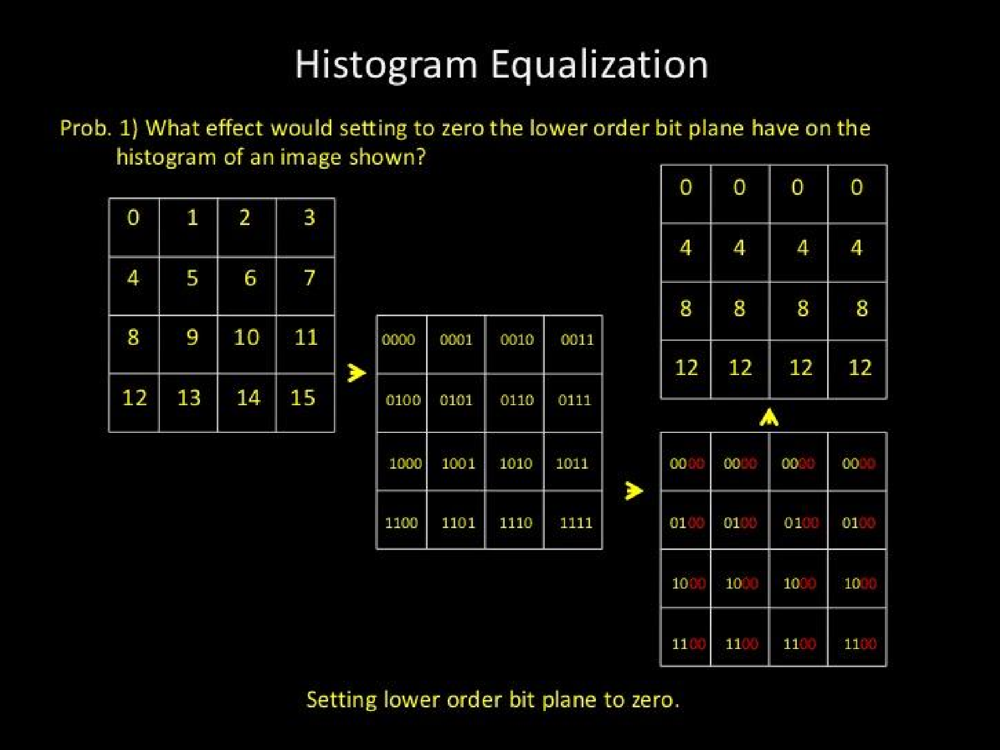 Histogram Equalization
Prob. 1) What effect would setting to zero the lower order bit plane have on the
histogram of an image shown?
0 1 2 3
4 5 6 7
8 9 10 11
12 13 14 15
0000 0001 0010 0011
0100 0101 0110 0111
1000 1001 1010 1011
1100 1101 1110 1111
0 0 0 0
4 4 4 4
8 8 8 8
12 12 12 12
0000 0000 0000 0000
0100 0100 0100 0100
1000 1000 1000 1000
1100 1100 1100 1100
Setting lower order bit plane to zero.